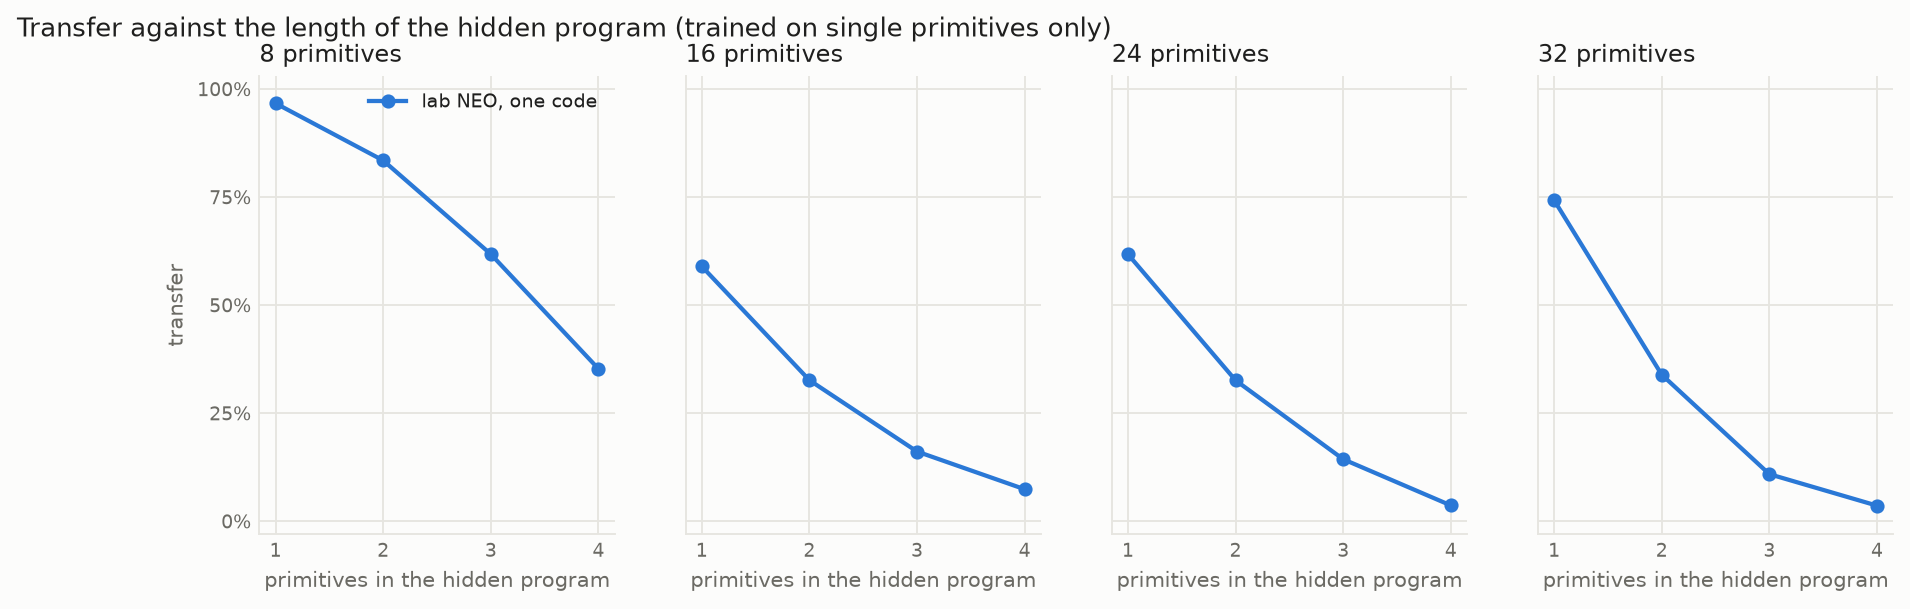 Transfer against the length of the hidden program (trained on single primitives only)
8 primitives
16 primitives
24 primitives
32 primitives
lab NEO, one code
transfer
100%
75%
50%
25%
0%
1 2 3 4
1 2 3 4
1 2 3 4
1 2 3 4
primitives in the hidden program
primitives in the hidden program
primitives in the hidden program
primitives in the hidden program